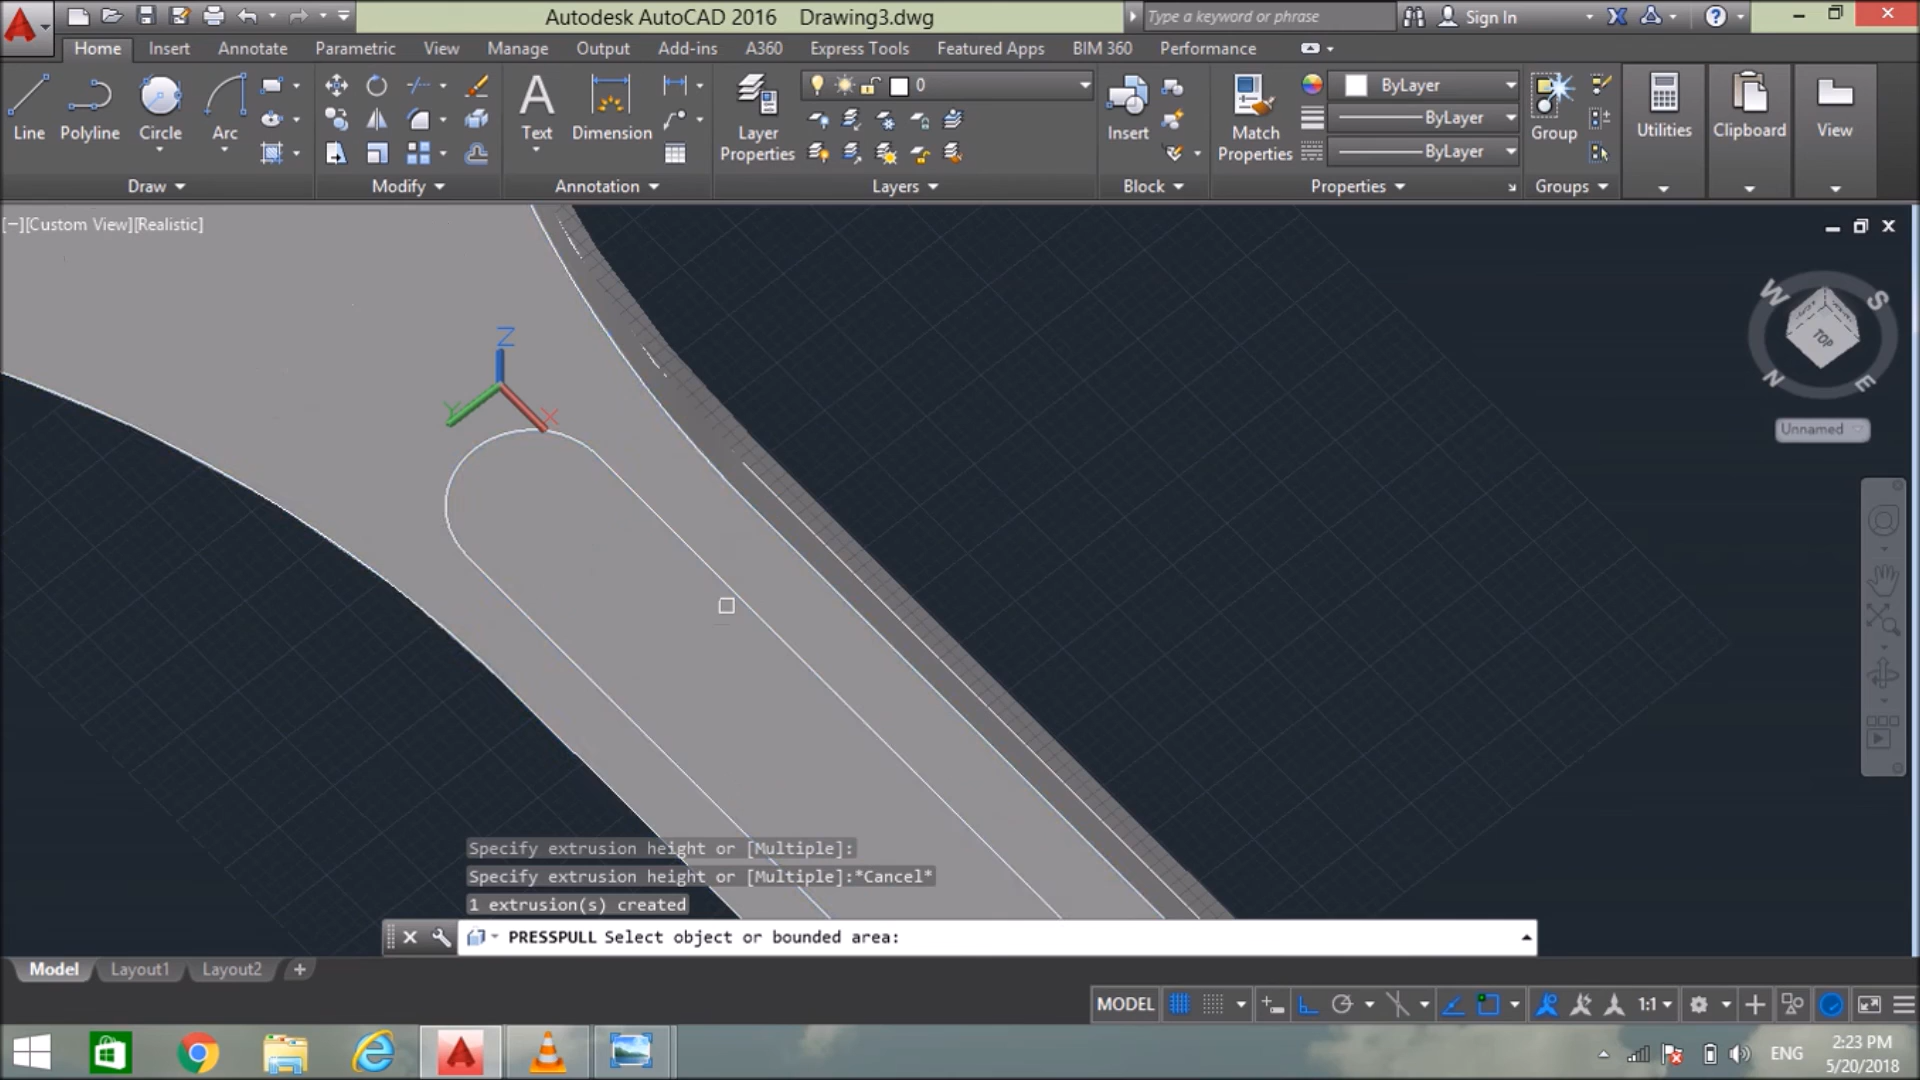 Autodesk AutoCAD 2016 Drawing3.dwg
Type a keyword or phrase
Sign In
Home Insert Annotate Parametric View Manage Output Add-ins A360 Express Tools Featured Apps BIM 360 Performance
0
ByLayer
ByLayer
ByLayer
Line Polyline Circle Arc
Text Dimension
Layer Properties
Insert
Match Properties
Group
Utilities
Clipboard
View
Draw
Modify
Annotation
Layers
Block
Properties
Groups
[−][Custom View][Realistic]
W S
TOP
N E
Unnamed
Z
Y X
Specify extrusion height or [Multiple]:
Specify extrusion height or [Multiple]:*Cancel*
1 extrusion(s) created
PRESSPULL Select object or bounded area:
Model Layout1 Layout2 +
MODEL
1:1
ENG
2:23 PM
5/20/2018